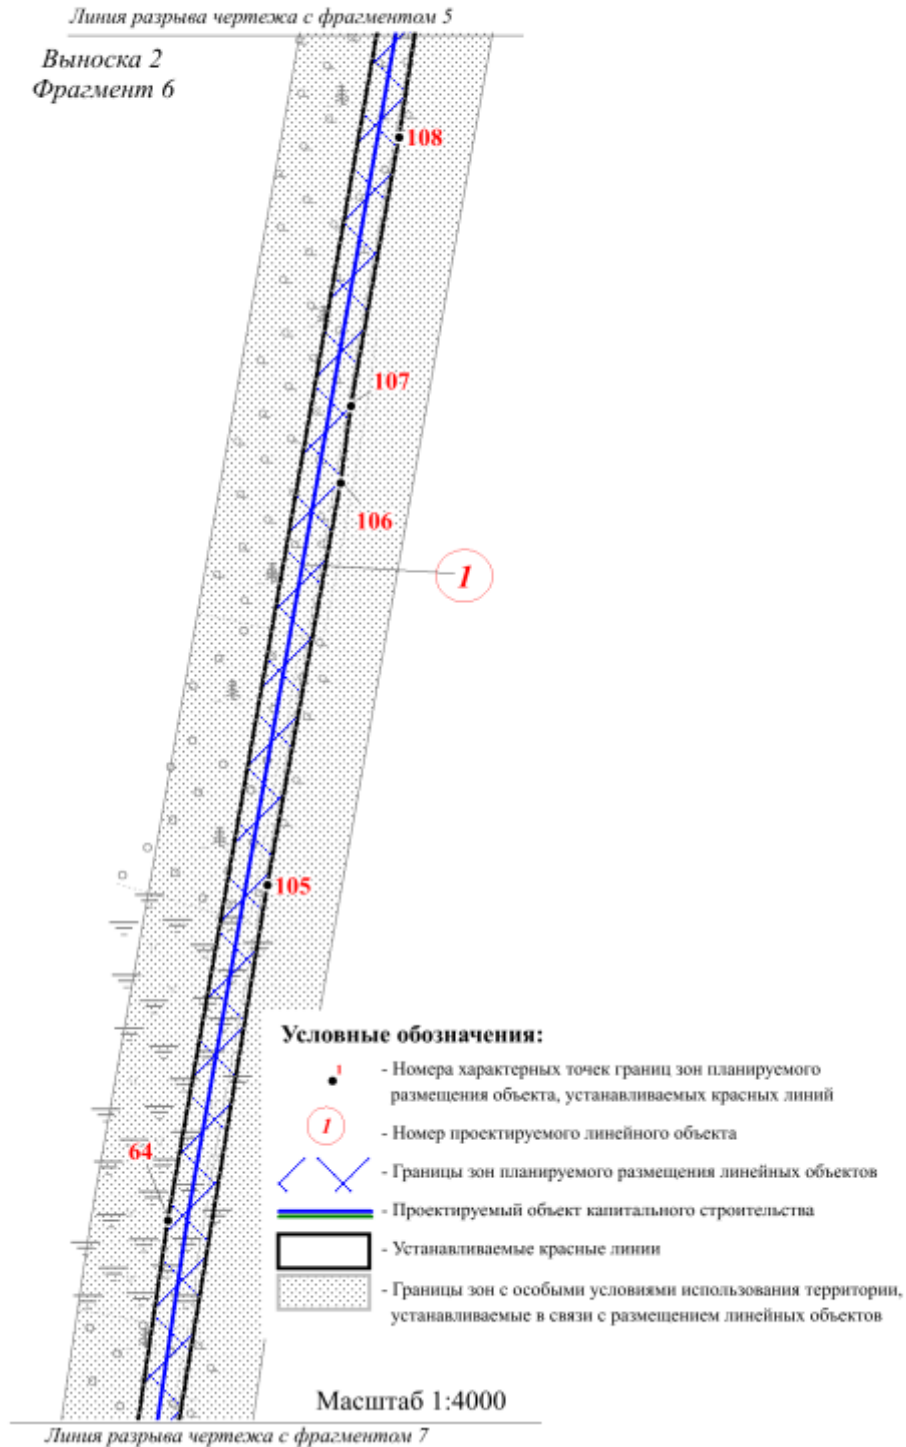 Линия разрыва чертежа с фрагментом 5
Выноска 2
Фрагмент 6
108
107
106
1
105
64
Условные обозначения:
1
- Номера характерных точек границ зон планируемого
размещения объекта, устанавливаемых красных линий
1
- Номер проектируемого линейного объекта
- Границы зон планируемого размещения линейных объектов
- Проектируемый объект капитального строительства
- Устанавливаемые красные линии
- Границы зон с особыми условиями использования территории,
устанавливаемые в связи с размещением линейных объектов
Масштаб 1:4000
Линия разрыва чертежа с фрагментом 7